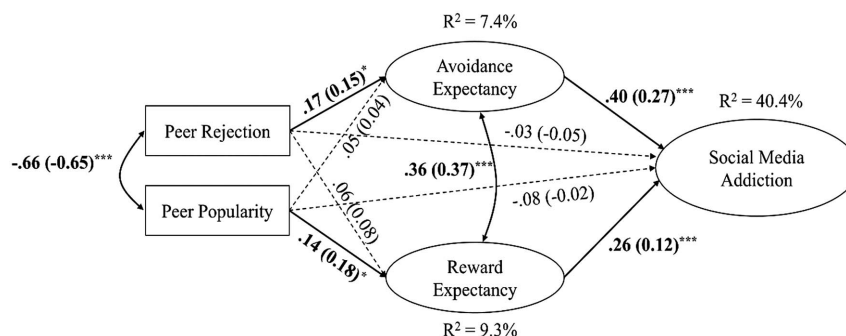 R² = 7.4%
Avoidance
Expectancy
.17 (0.15)*
.40 (0.27)***
R² = 40.4%
Peer Rejection
.05 (0.04)
-.03 (-0.05)
-.66 (-0.65)***
.36 (0.37)***
Social Media
Addiction
Peer Popularity
.06 (0.08)
-.08 (-0.02)
.14 (0.18)*
.26 (0.12)***
Reward
Expectancy
R² = 9.3%